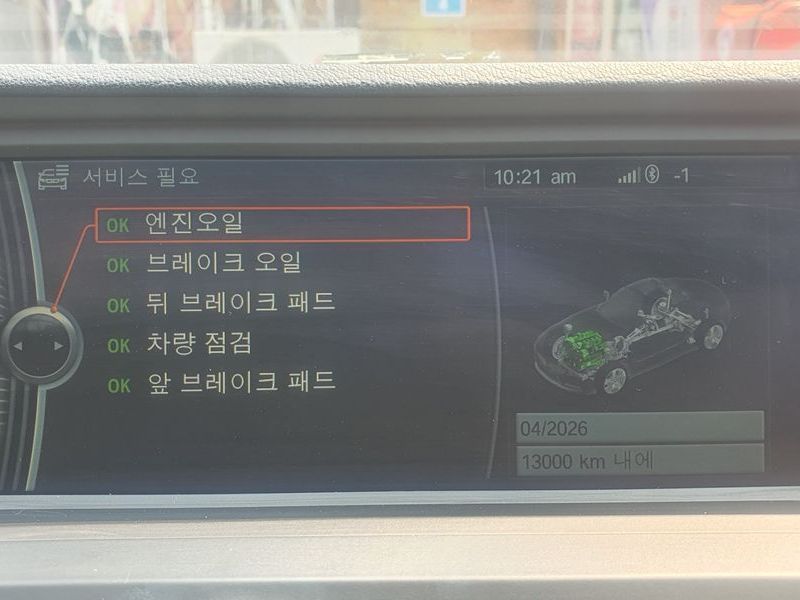 서비스 필요
10:21 am
-1
OK 엔진오일
OK 브레이크 오일
OK 뒤 브레이크 패드
OK 차량 점검
OK 앞 브레이크 패드
04/2026
13000 km 내에